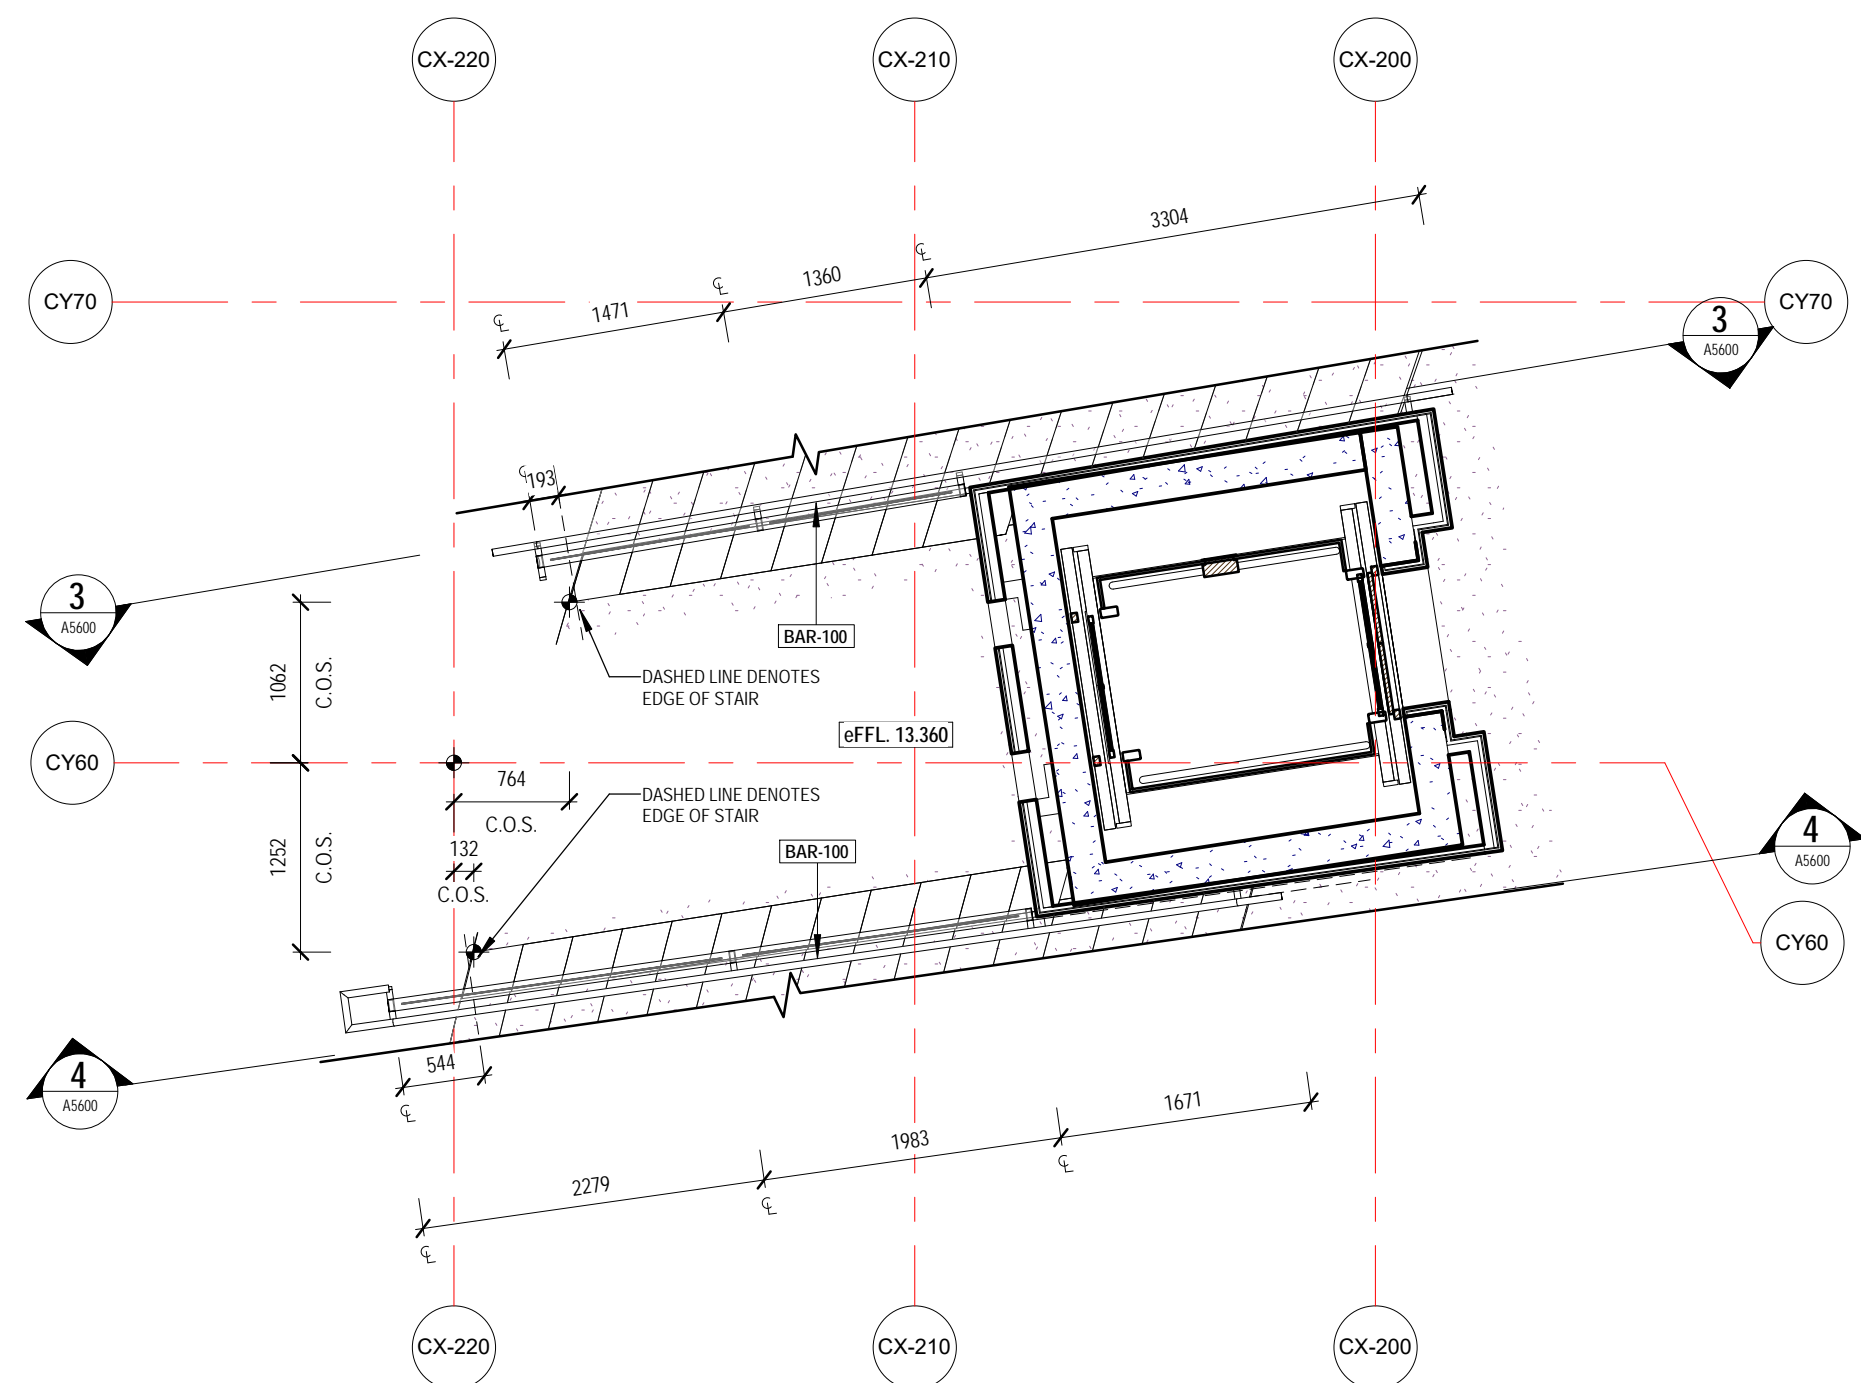 CX-220
CX-210
CX-200
3304
℄
1360
℄
1471
℄
CY70
CY70
3
A5600
℄
193
3
A5600
BAR-100
1062
C.O.S.
DASHED LINE DENOTES
EDGE OF STAIR
eFFL. 13.360
CY60
764
C.O.S.
DASHED LINE DENOTES
EDGE OF STAIR
1252
C.O.S.
132
C.O.S.
BAR-100
4
A5600
CY60
544
℄
4
A5600
1671
℄
1983
℄
2279
℄
CX-220
CX-210
CX-200